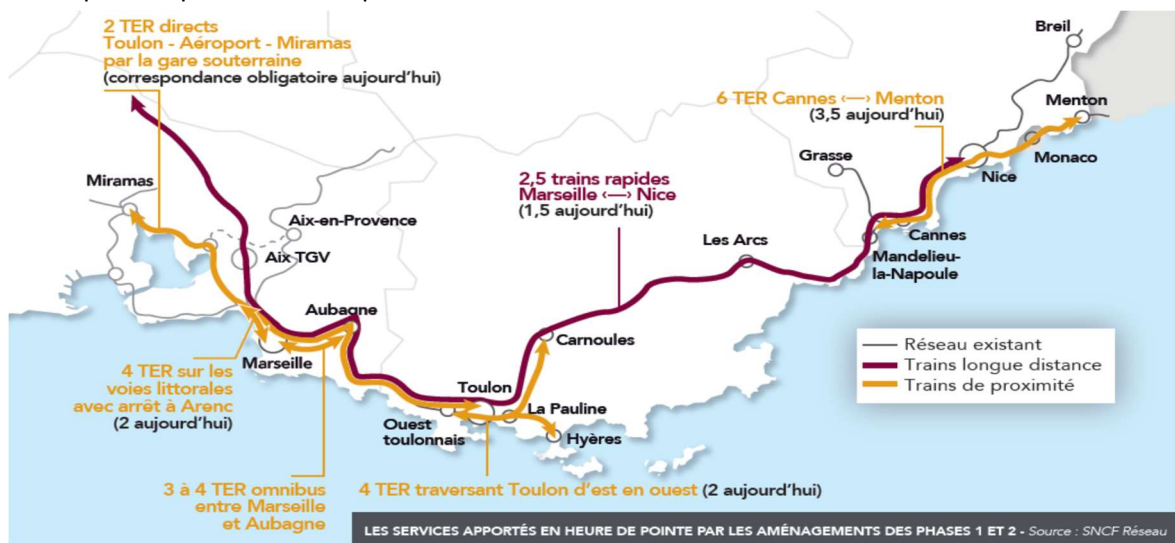 2 TER directs
Toulon - Aéroport - Miramas
par la gare souterraine
(correspondance obligatoire aujourd'hui)
Breil
6 TER Cannes ‹—› Menton
(3,5 aujourd'hui)
Menton
Grasse
Monaco
Nice
Miramas
2,5 trains rapides
Marseille ‹—› Nice
(1,5 aujourd'hui)
Aix-en-Provence
Les Arcs
Cannes
Aix TGV
Mandelieu-
la-Napoule
Aubagne
Carnoules
Réseau existant
Trains longue distance
Trains de proximité
4 TER sur les
voies littorales
avec arrêt à Arenc
(2 aujourd'hui)
Marseille
Toulon
La Pauline
Ouest
toulonnais
Hyères
3 à 4 TER omnibus
entre Marseille
et Aubagne
4 TER traversant Toulon d'est en ouest (2 aujourd'hui)
LES SERVICES APPORTÉS EN HEURE DE POINTE PAR LES AMÉNAGEMENTS DES PHASES 1 ET 2 - Source : SNCF Réseau